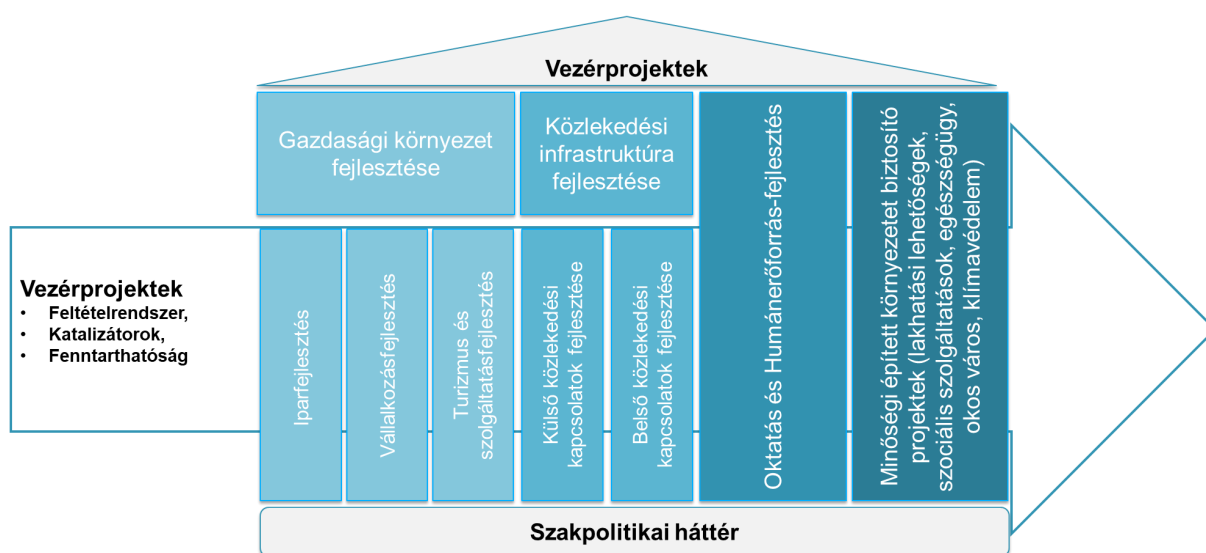 Vezérprojektek
Gazdasági környezet
fejlesztése
Közlekedési
infrastruktúra
fejlesztése
Vezérprojektek
• Feltételrendszer,
• Katalizátorok,
• Fenntarthatóság
Iparfejlesztés
Vállalkozásfejlesztés
Turizmus és
szolgáltatásfejlesztés
Külső közlekedési
kapcsolatok fejlesztése
Belső közlekedési
kapcsolatok fejlesztése
Oktatás és Humánerőforrás-fejlesztés
Minőségi épített környezetet biztosító
projektek (lakhatási lehetőségek,
szociális szolgáltatások, egészségügy,
okos város, klímavédelem)
Szakpolitikai háttér